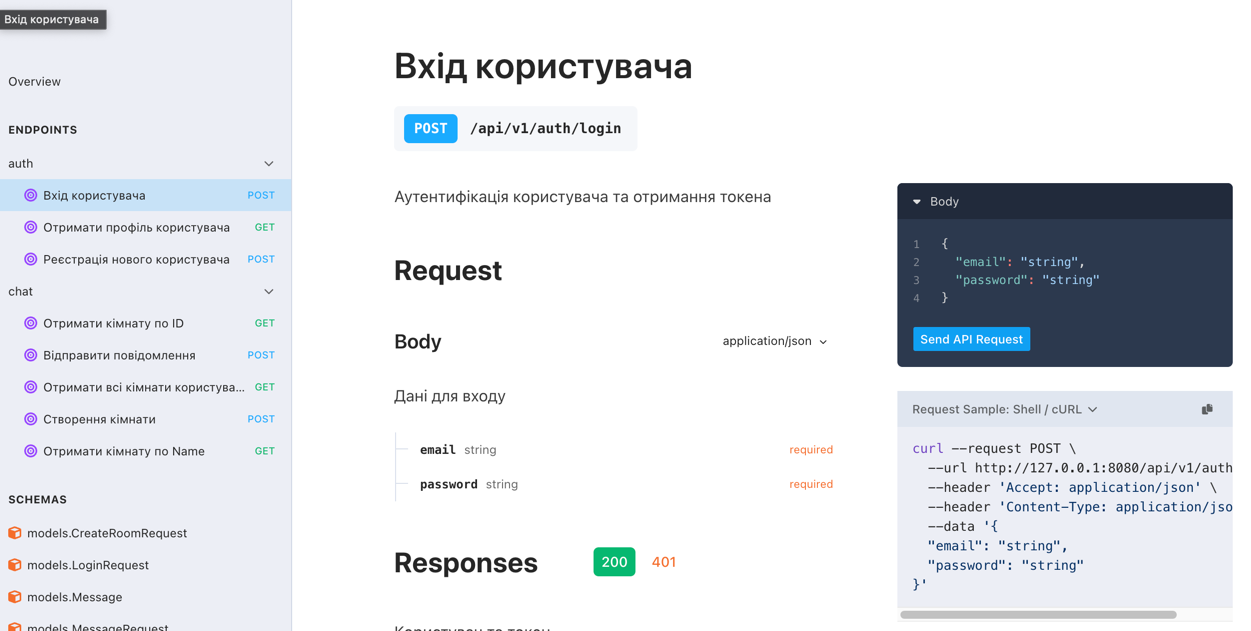 Вхід користувача
Overview
ENDPOINTS
auth
Вхід користувача POST
Отримати профіль користувача GET
Реєстрація нового користувача POST
chat
Отримати кімнату по ID GET
Відправити повідомлення POST
Отримати всі кімнати користува... GET
Створення кімнати POST
Отримати кімнату по Name GET
SCHEMAS
models.CreateRoomRequest
models.LoginRequest
models.Message
models.MessageRequest
Вхід користувача
POST /api/v1/auth/login
Аутентифікація користувача та отримання токена
Request
Body application/json
Дані для входу
email string required
password string required
Responses 200 401
Користувач та токен
Body
1 {
2 "email": "string",
3 "password": "string"
4 }
Send API Request
Request Sample: Shell / cURL
curl --request POST \
--url http://127.0.0.1:8080/api/v1/auth
--header 'Accept: application/json' \
--header 'Content-Type: application/jso
--data '{
"email": "string",
"password": "string"
}'